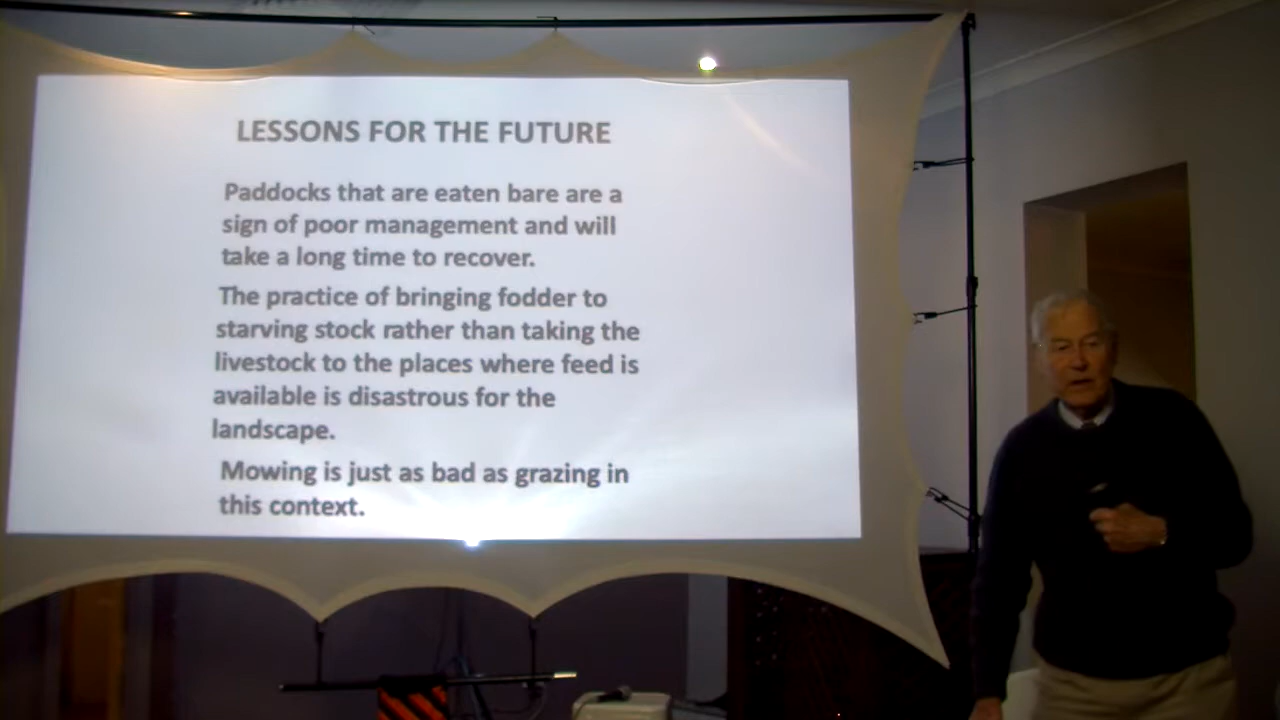 LESSONS FOR THE FUTURE
Paddocks that are eaten bare are a
sign of poor management and will
take a long time to recover.
The practice of bringing fodder to
starving stock rather than taking the
livestock to the places where feed is
available is disastrous for the
landscape.
Mowing is just as bad as grazing in
this context.